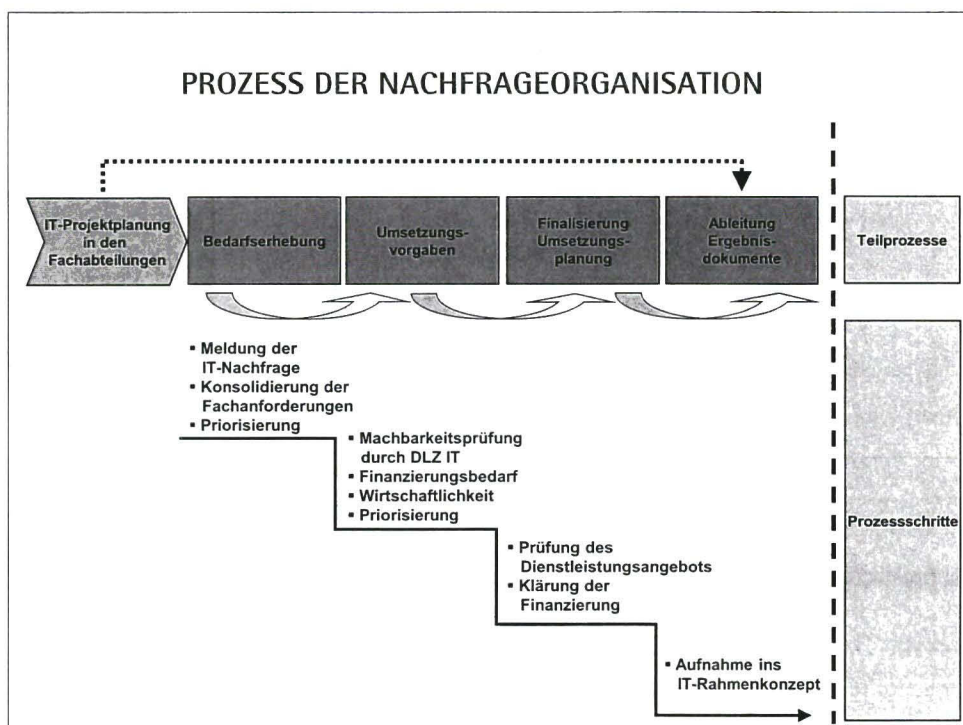 PROZESS DER NACHFRAGEORGANISATION
IT-Projektplanung
in den
Fachabteilungen
Bedarfserhebung
Umsetzungs-
vorgaben
Finalisierung
Umsetzungs-
planung
Ableitung
Ergebnis-
dokumente
Teilprozesse
▪ Meldung der
IT-Nachfrage
▪ Konsolidierung der
Fachanforderungen
▪ Priorisierung
▪ Machbarkeitsprüfung
durch DLZ IT
▪ Finanzierungsbedarf
▪ Wirtschaftlichkeit
▪ Priorisierung
▪ Prüfung des
Dienstleistungsangebots
▪ Klärung der
Finanzierung
▪ Aufnahme ins
IT-Rahmenkonzept
Prozessschritte